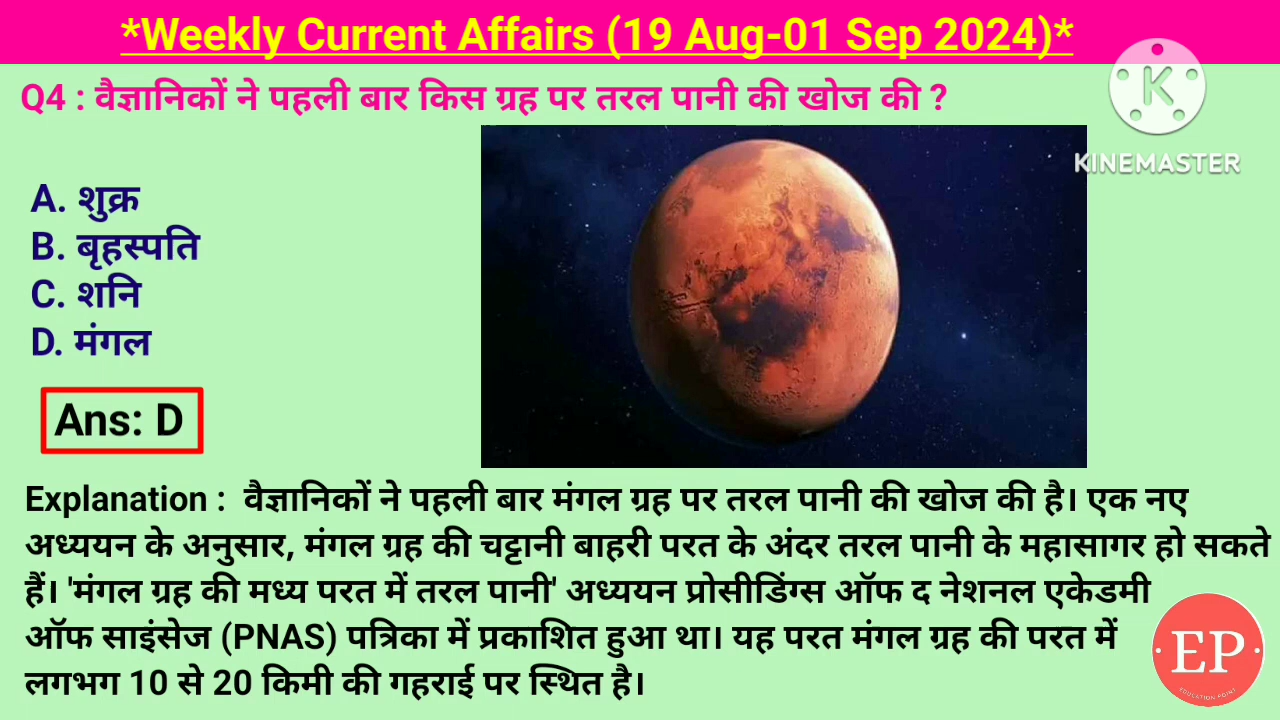 *Weekly Current Affairs (19 Aug-01 Sep 2024)*
Q4 : वैज्ञानिकों ने पहली बार किस ग्रह पर तरल पानी की खोज की ?
K
KINEMASTER
A. शुक्र
B. बृहस्पति
C. शनि
D. मंगल
Ans: D
Explanation : वैज्ञानिकों ने पहली बार मंगल ग्रह पर तरल पानी की खोज की है। एक नए
अध्ययन के अनुसार, मंगल ग्रह की चट्टानी बाहरी परत के अंदर तरल पानी के महासागर हो सकते
हैं। 'मंगल ग्रह की मध्य परत में तरल पानी' अध्ययन प्रोसीडिंग्स ऑफ द नेशनल एकेडमी
ऑफ साइंसेज (PNAS) पत्रिका में प्रकाशित हुआ था। यह परत मंगल ग्रह की परत में
लगभग 10 से 20 किमी की गहराई पर स्थित है।
EP
EDUCATION POINT